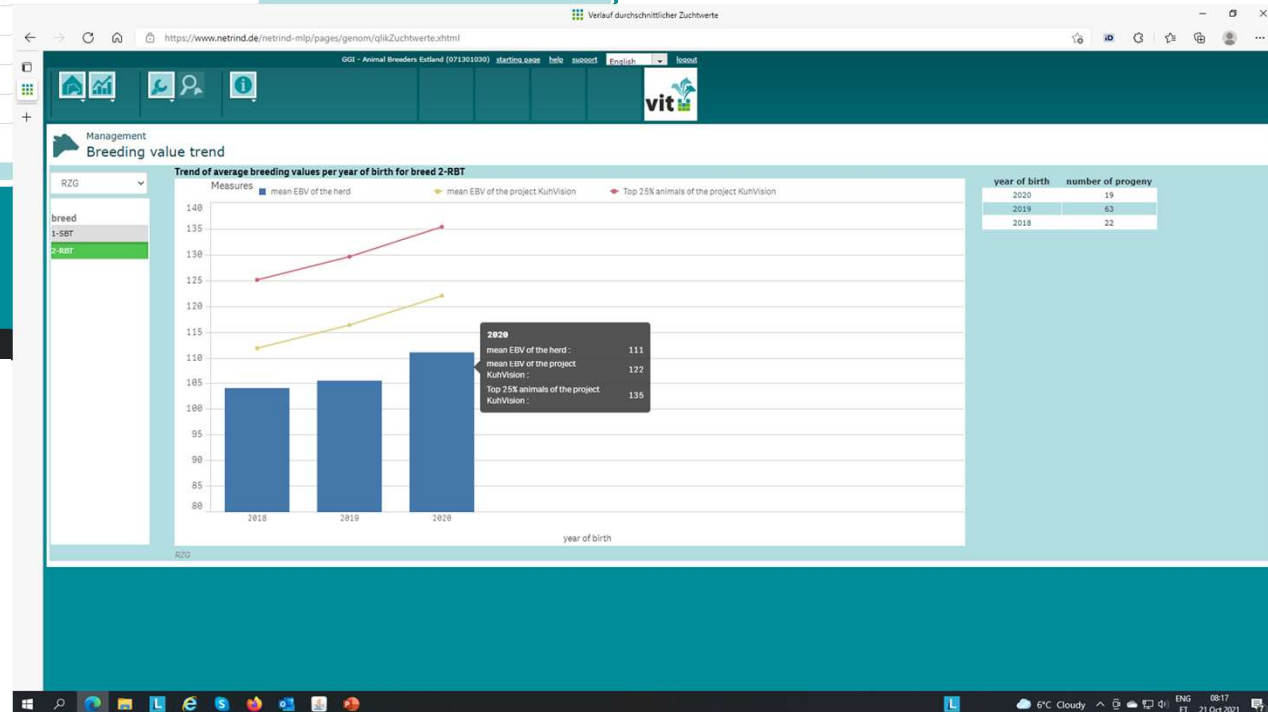 Verlauf durchschnittlicher Zuchtwerte
https://www.netrind.de/netrind-mlp/pages/genom/qlikZuchtwerte.xhtml
GGI - Animal Breeders Estland (071301030) starting page help support English logout
vit
Management
Breeding value trend
RZG
breed
1-SBT
2-RBT
Trend of average breeding values per year of birth for breed 2-RBT
Measures mean EBV of the herd mean EBV of the project KuhVision Top 25% animals of the project KuhVision
140
135
130
125
120
115
110
105
100
95
90
85
80
2018 2019 2020
year of birth
2020
mean EBV of the herd : 111
mean EBV of the project KuhVision : 122
Top 25% animals of the project KuhVision : 135
RZG
year of birth number of progeny
2020 19
2019 63
2018 22
6°C Cloudy
ENG
ET
08:17
21 Oct 2021